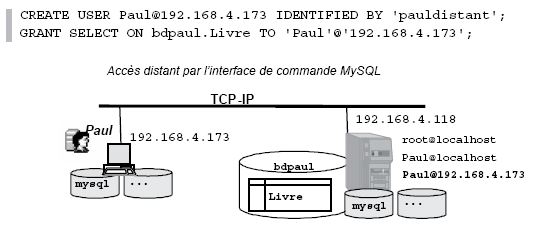 CREATE USER Paul@192.168.4.173 IDENTIFIED BY 'pauldistant';
GRANT SELECT ON bdpaul.Livre TO 'Paul'@'192.168.4.173';
Accès distant par l'interface de commande MySQL
TCP-IP
192.168.4.118
Paul
192.168.4.173
root@localhost
Paul@localhost
Paul@192.168.4.173
bdpaul
Livre
mysql
...
mysql
...